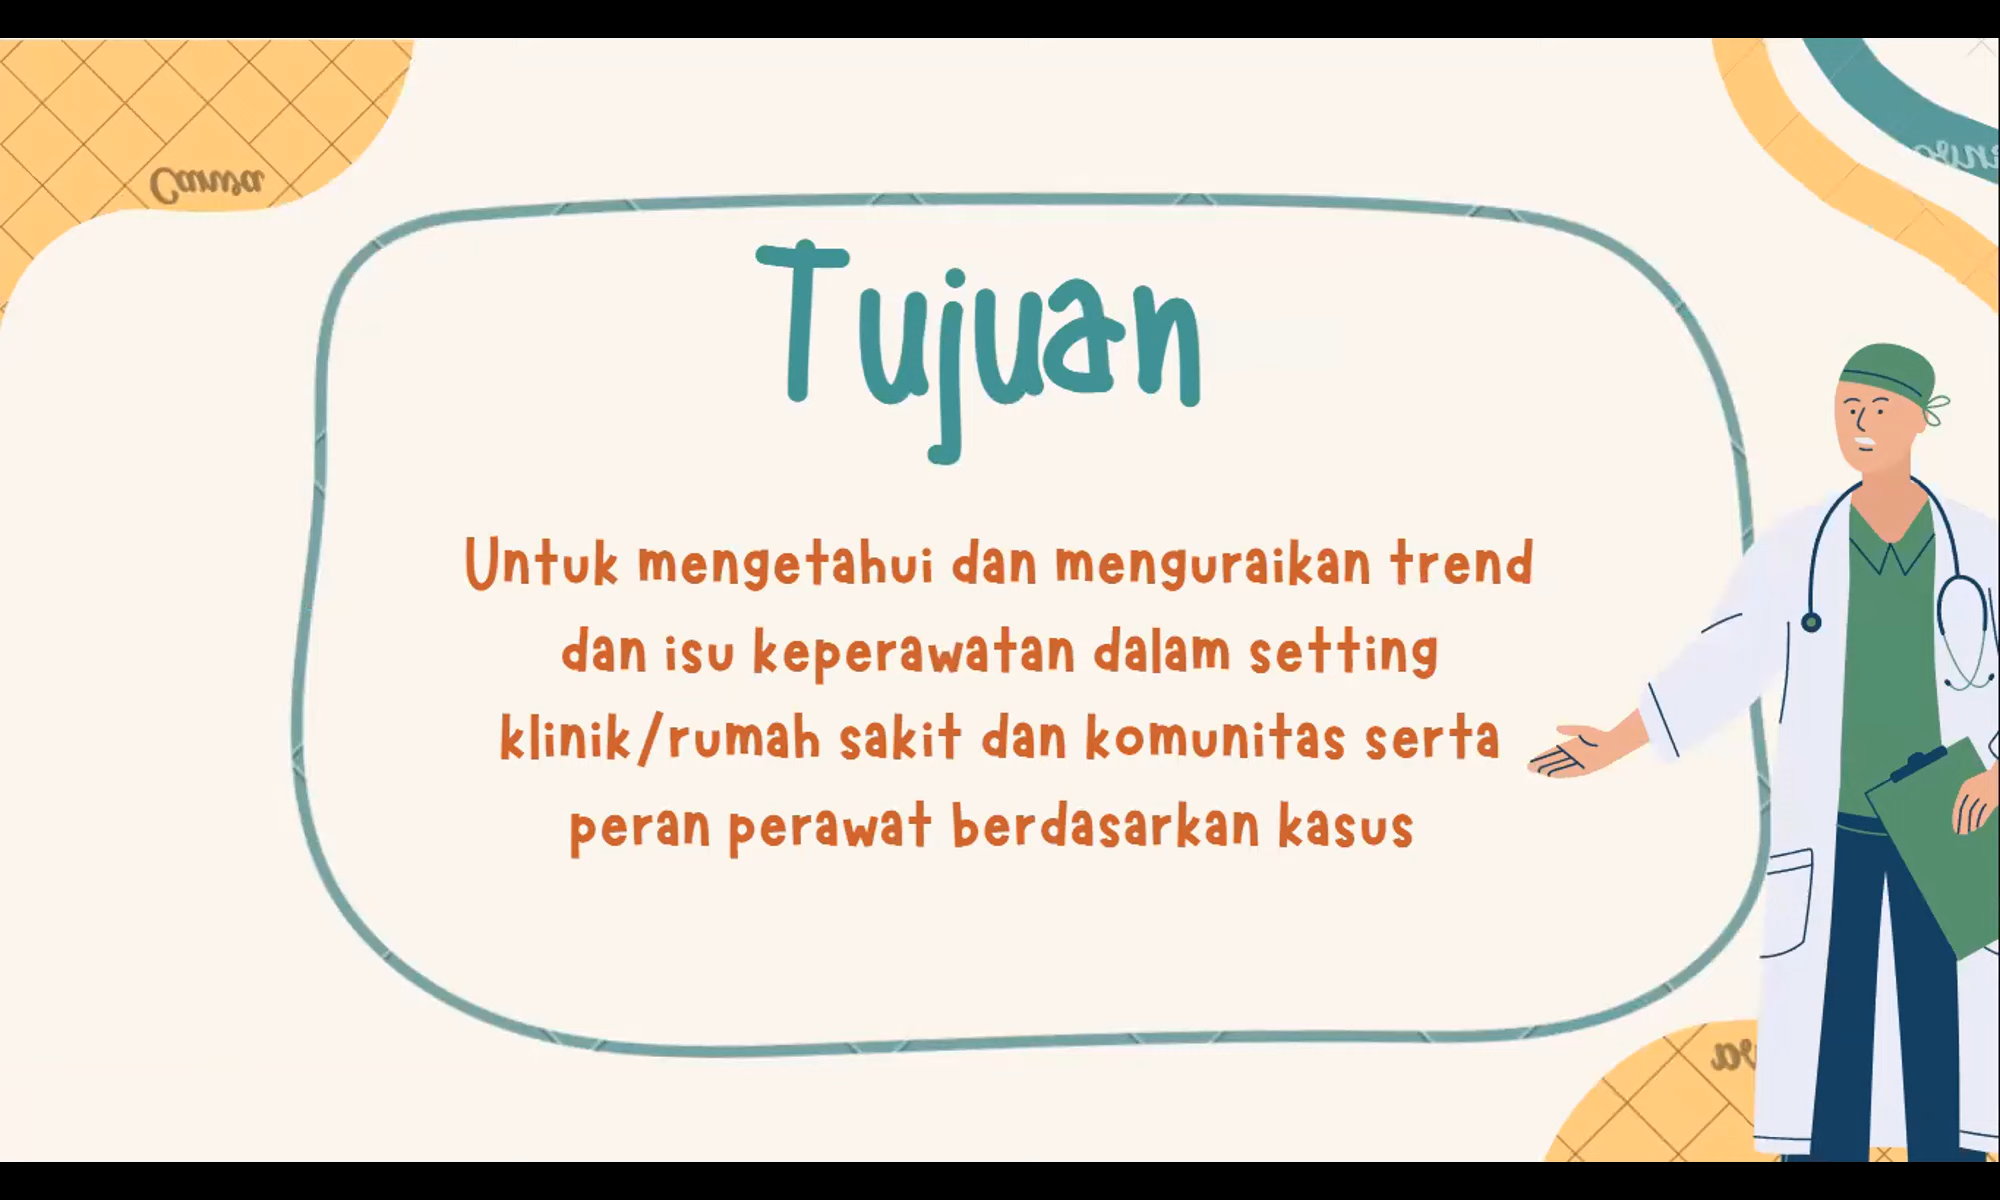 Canva
Tujuan
Untuk mengetahui dan menguraikan trend
dan isu keperawatan dalam setting
klinik/rumah sakit dan komunitas serta
peran perawat berdasarkan kasus